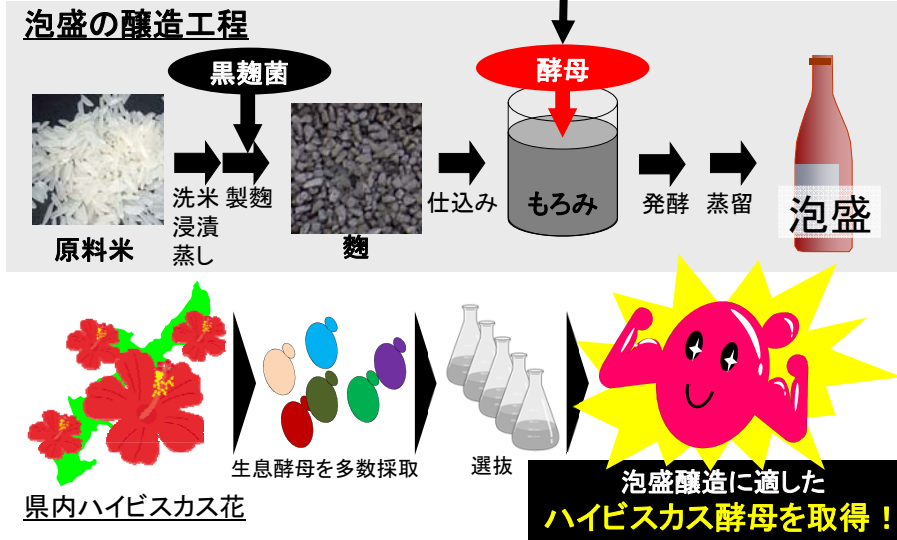 泡盛の醸造工程
黒麹菌
酵母
洗米
浸漬
蒸し
製麴
仕込み
もろみ
発酵
蒸留
泡盛
原料米
麴
県内ハイビスカス花
生息酵母を多数採取
選抜
泡盛醸造に適した
ハイビスカス酵母を取得！